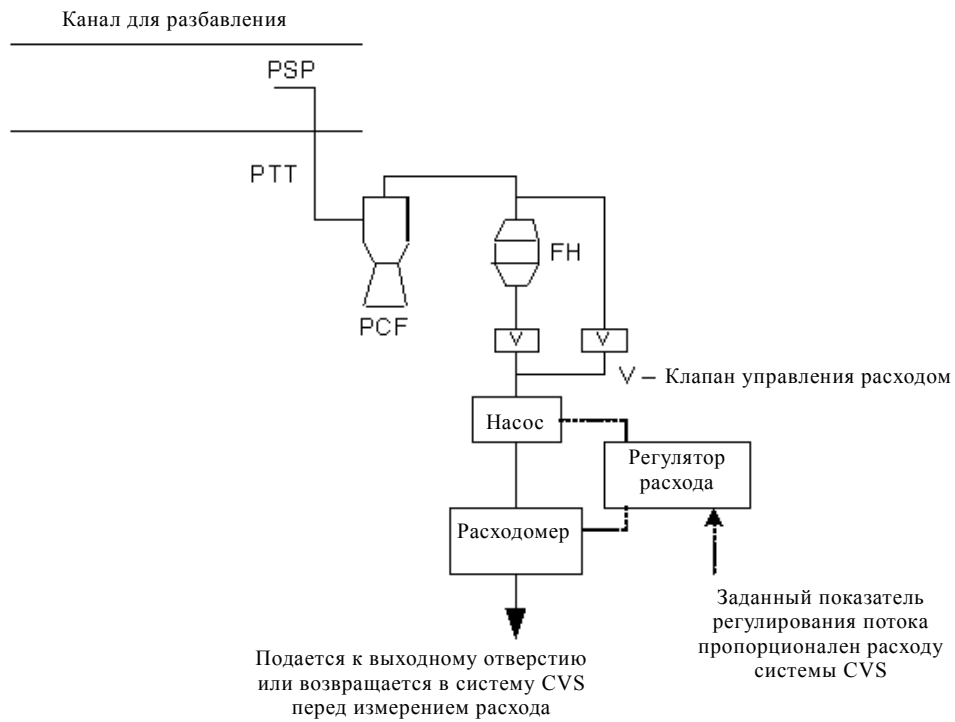 Канал для разбавления
PSP
PTT
FH
PCF
V
V
V – Клапан управления расходом
Насос
Регулятор
расхода
Расходомер
Заданный показатель
регулирования потока
пропорционален расходу
системы CVS
Подается к выходному отверстию
или возвращается в систему CVS
перед измерением расхода